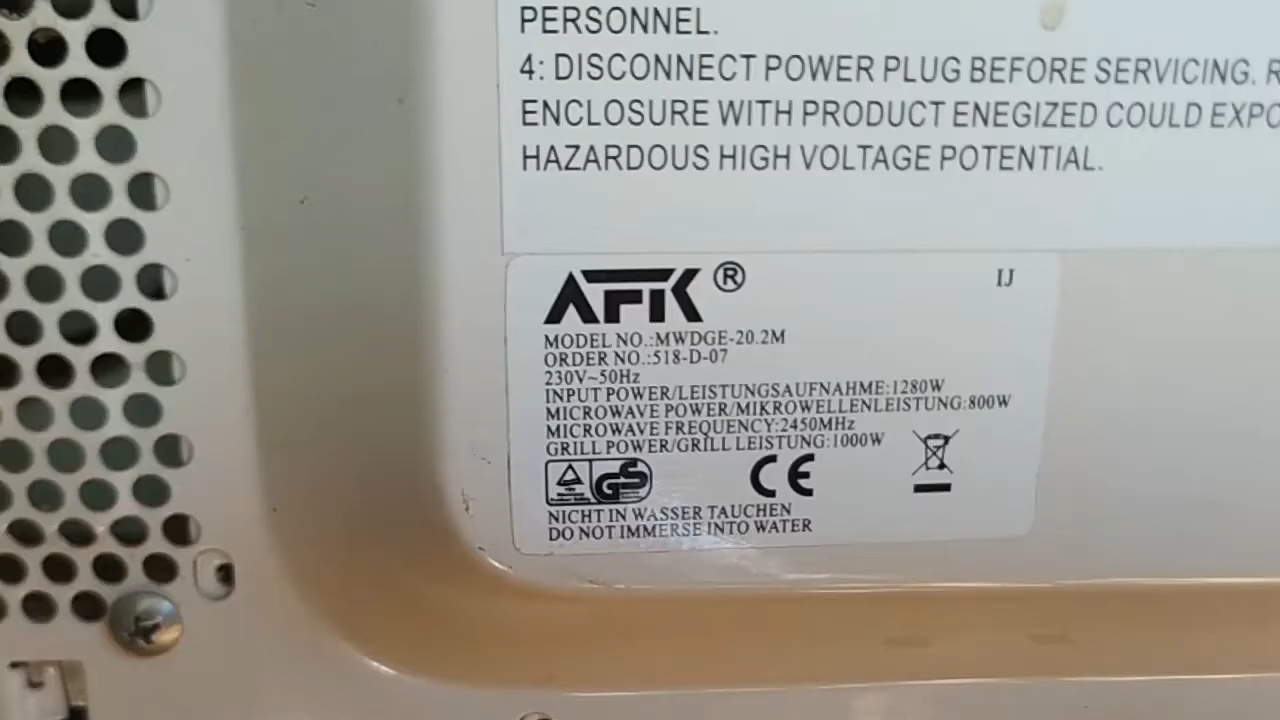 PERSONNEL.
4: DISCONNECT POWER PLUG BEFORE SERVICING.
ENCLOSURE WITH PRODUCT ENEGIZED COULD
HAZARDOUS HIGH VOLTAGE POTENTIAL.
AFK ®
IJ
MODEL NO.:MWDGE-20.2M
ORDER NO.:518-D-07
230V~50Hz
INPUT POWER/LEISTUNGSAUFNAHME:1280W
MICROWAVE POWER/MIKROWELLENLEISTUNG:800W
MICROWAVE FREQUENCY:2450MHz
GRILL POWER/GRILL LEISTUNG:1000W
GS
CE
NICHT IN WASSER TAUCHEN
DO NOT IMMERSE INTO WATER